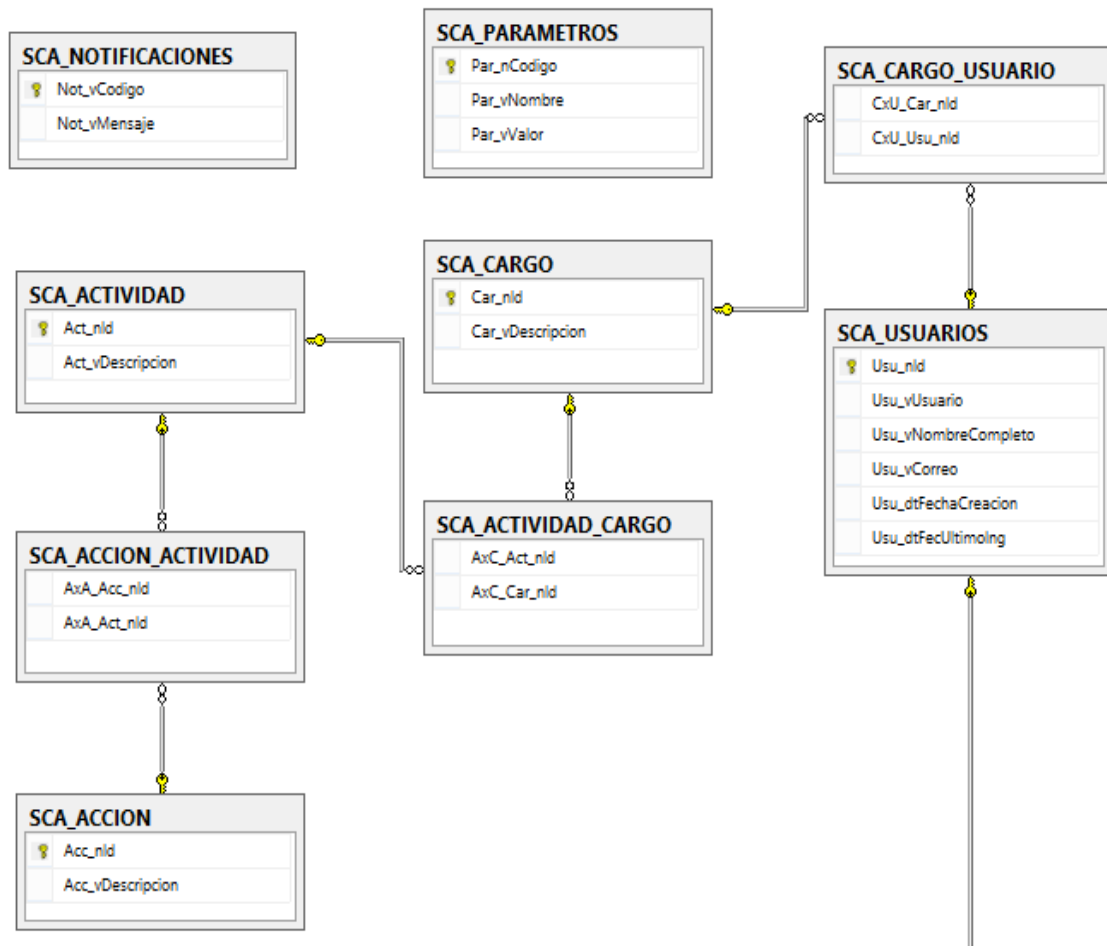 SCA_NOTIFICACIONES
Not_vCodigo
Not_vMensaje
SCA_PARAMETROS
Par_nCodigo
Par_vNombre
Par_vValor
SCA_CARGO_USUARIO
CxU_Car_nId
CxU_Usu_nId
SCA_ACTIVIDAD
Act_nId
Act_vDescripcion
SCA_CARGO
Car_nId
Car_vDescripcion
SCA_USUARIOS
Usu_nId
Usu_vUsuario
Usu_vNombreCompleto
Usu_vCorreo
Usu_dtFechaCreacion
Usu_dtFecUltimoIng
SCA_ACCION_ACTIVIDAD
AxA_Acc_nId
AxA_Act_nId
SCA_ACTIVIDAD_CARGO
AxC_Act_nId
AxC_Car_nId
SCA_ACCION
Acc_nId
Acc_vDescripcion